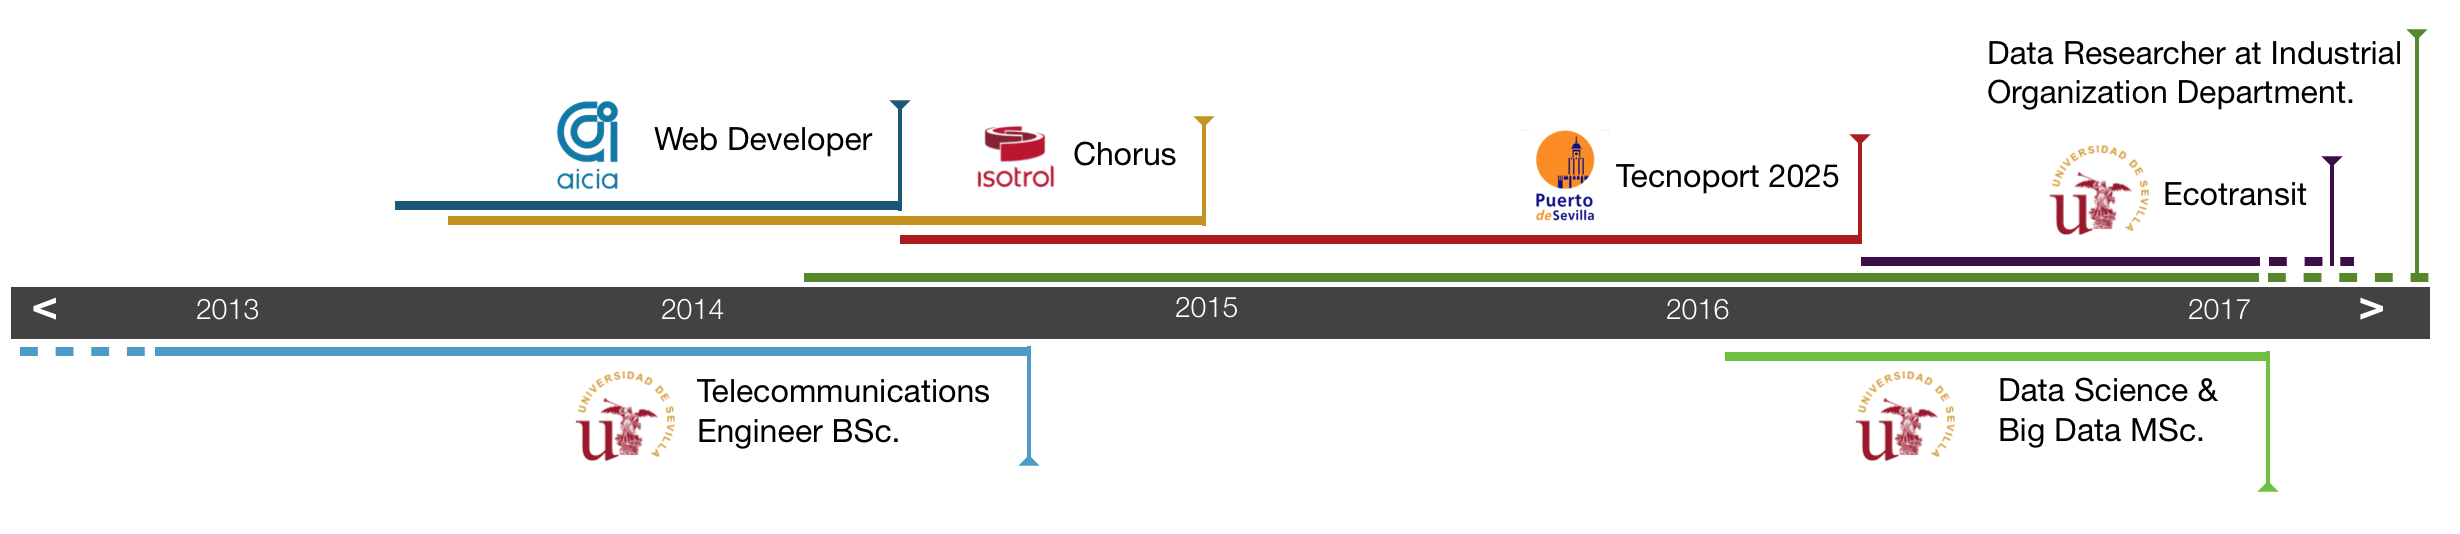 Data Researcher at Industrial
Organization Department.
aicia
Web Developer
isotrol
Chorus
Puerto
de Sevilla
Tecnoport 2025
UNIVERSIDAD DE SEVILLA
u
Ecotransit
< 2013 2014 2015 2016 2017 >
UNIVERSIDAD DE SEVILLA
u
Telecommunications
Engineer BSc.
UNIVERSIDAD DE SEVILLA
u
Data Science &
Big Data MSc.